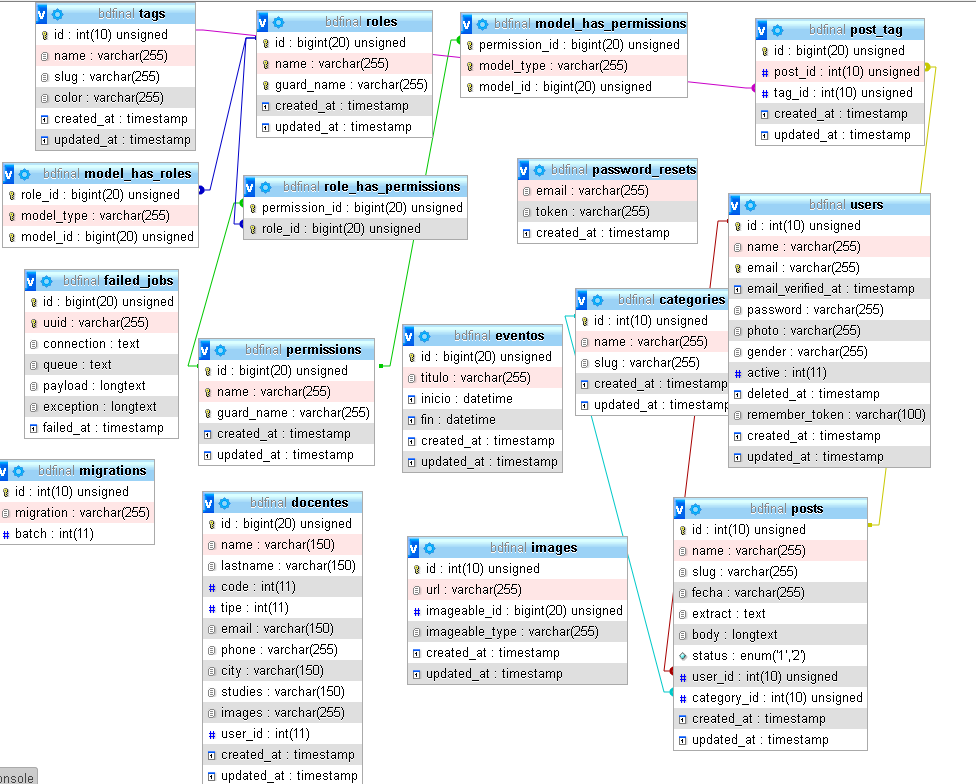 bdfinal tags
id : int(10) unsigned
name : varchar(255)
slug : varchar(255)
color : varchar(255)
created_at : timestamp
updated_at : timestamp
bdfinal roles
id : bigint(20) unsigned
name : varchar(255)
guard_name : varchar(255)
created_at : timestamp
updated_at : timestamp
bdfinal model_has_permissions
permission_id : bigint(20) unsigned
model_type : varchar(255)
model_id : bigint(20) unsigned
bdfinal post_tag
id : bigint(20) unsigned
# post_id : int(10) unsigned
# tag_id : int(10) unsigned
created_at : timestamp
updated_at : timestamp
bdfinal model_has_roles
role_id : bigint(20) unsigned
model_type : varchar(255)
model_id : bigint(20) unsigned
bdfinal role_has_permissions
permission_id : bigint(20) unsigned
role_id : bigint(20) unsigned
bdfinal password_resets
email : varchar(255)
token : varchar(255)
created_at : timestamp
bdfinal users
id : int(10) unsigned
name : varchar(255)
email : varchar(255)
email_verified_at : timestamp
password : varchar(255)
photo : varchar(255)
gender : varchar(255)
# active : int(11)
deleted_at : timestamp
remember_token : varchar(100)
created_at : timestamp
updated_at : timestamp
bdfinal failed_jobs
id : bigint(20) unsigned
uuid : varchar(255)
connection : text
queue : text
payload : longtext
exception : longtext
failed_at : timestamp
bdfinal permissions
id : bigint(20) unsigned
name : varchar(255)
guard_name : varchar(255)
created_at : timestamp
updated_at : timestamp
bdfinal eventos
id : bigint(20) unsigned
titulo : varchar(255)
inicio : datetime
fin : datetime
created_at : timestamp
updated_at : timestamp
bdfinal categories
id : int(10) unsigned
name : varchar(255)
slug : varchar(255)
created_at : timestamp
updated_at : timestamp
bdfinal migrations
id : int(10) unsigned
migration : varchar(255)
# batch : int(11)
bdfinal docentes
id : bigint(20) unsigned
name : varchar(150)
lastname : varchar(150)
# code : int(11)
# tipe : int(11)
email : varchar(150)
phone : varchar(255)
city : varchar(150)
studies : varchar(150)
images : varchar(255)
# user_id : int(11)
created_at : timestamp
updated_at : timestamp
bdfinal images
id : int(10) unsigned
url : varchar(255)
# imageable_id : bigint(20) unsigned
imageable_type : varchar(255)
created_at : timestamp
updated_at : timestamp
bdfinal posts
id : int(10) unsigned
name : varchar(255)
slug : varchar(255)
fecha : varchar(255)
extract : text
body : longtext
status : enum('1','2')
# user_id : int(10) unsigned
# category_id : int(10) unsigned
created_at : timestamp
updated_at : timestamp
onsole